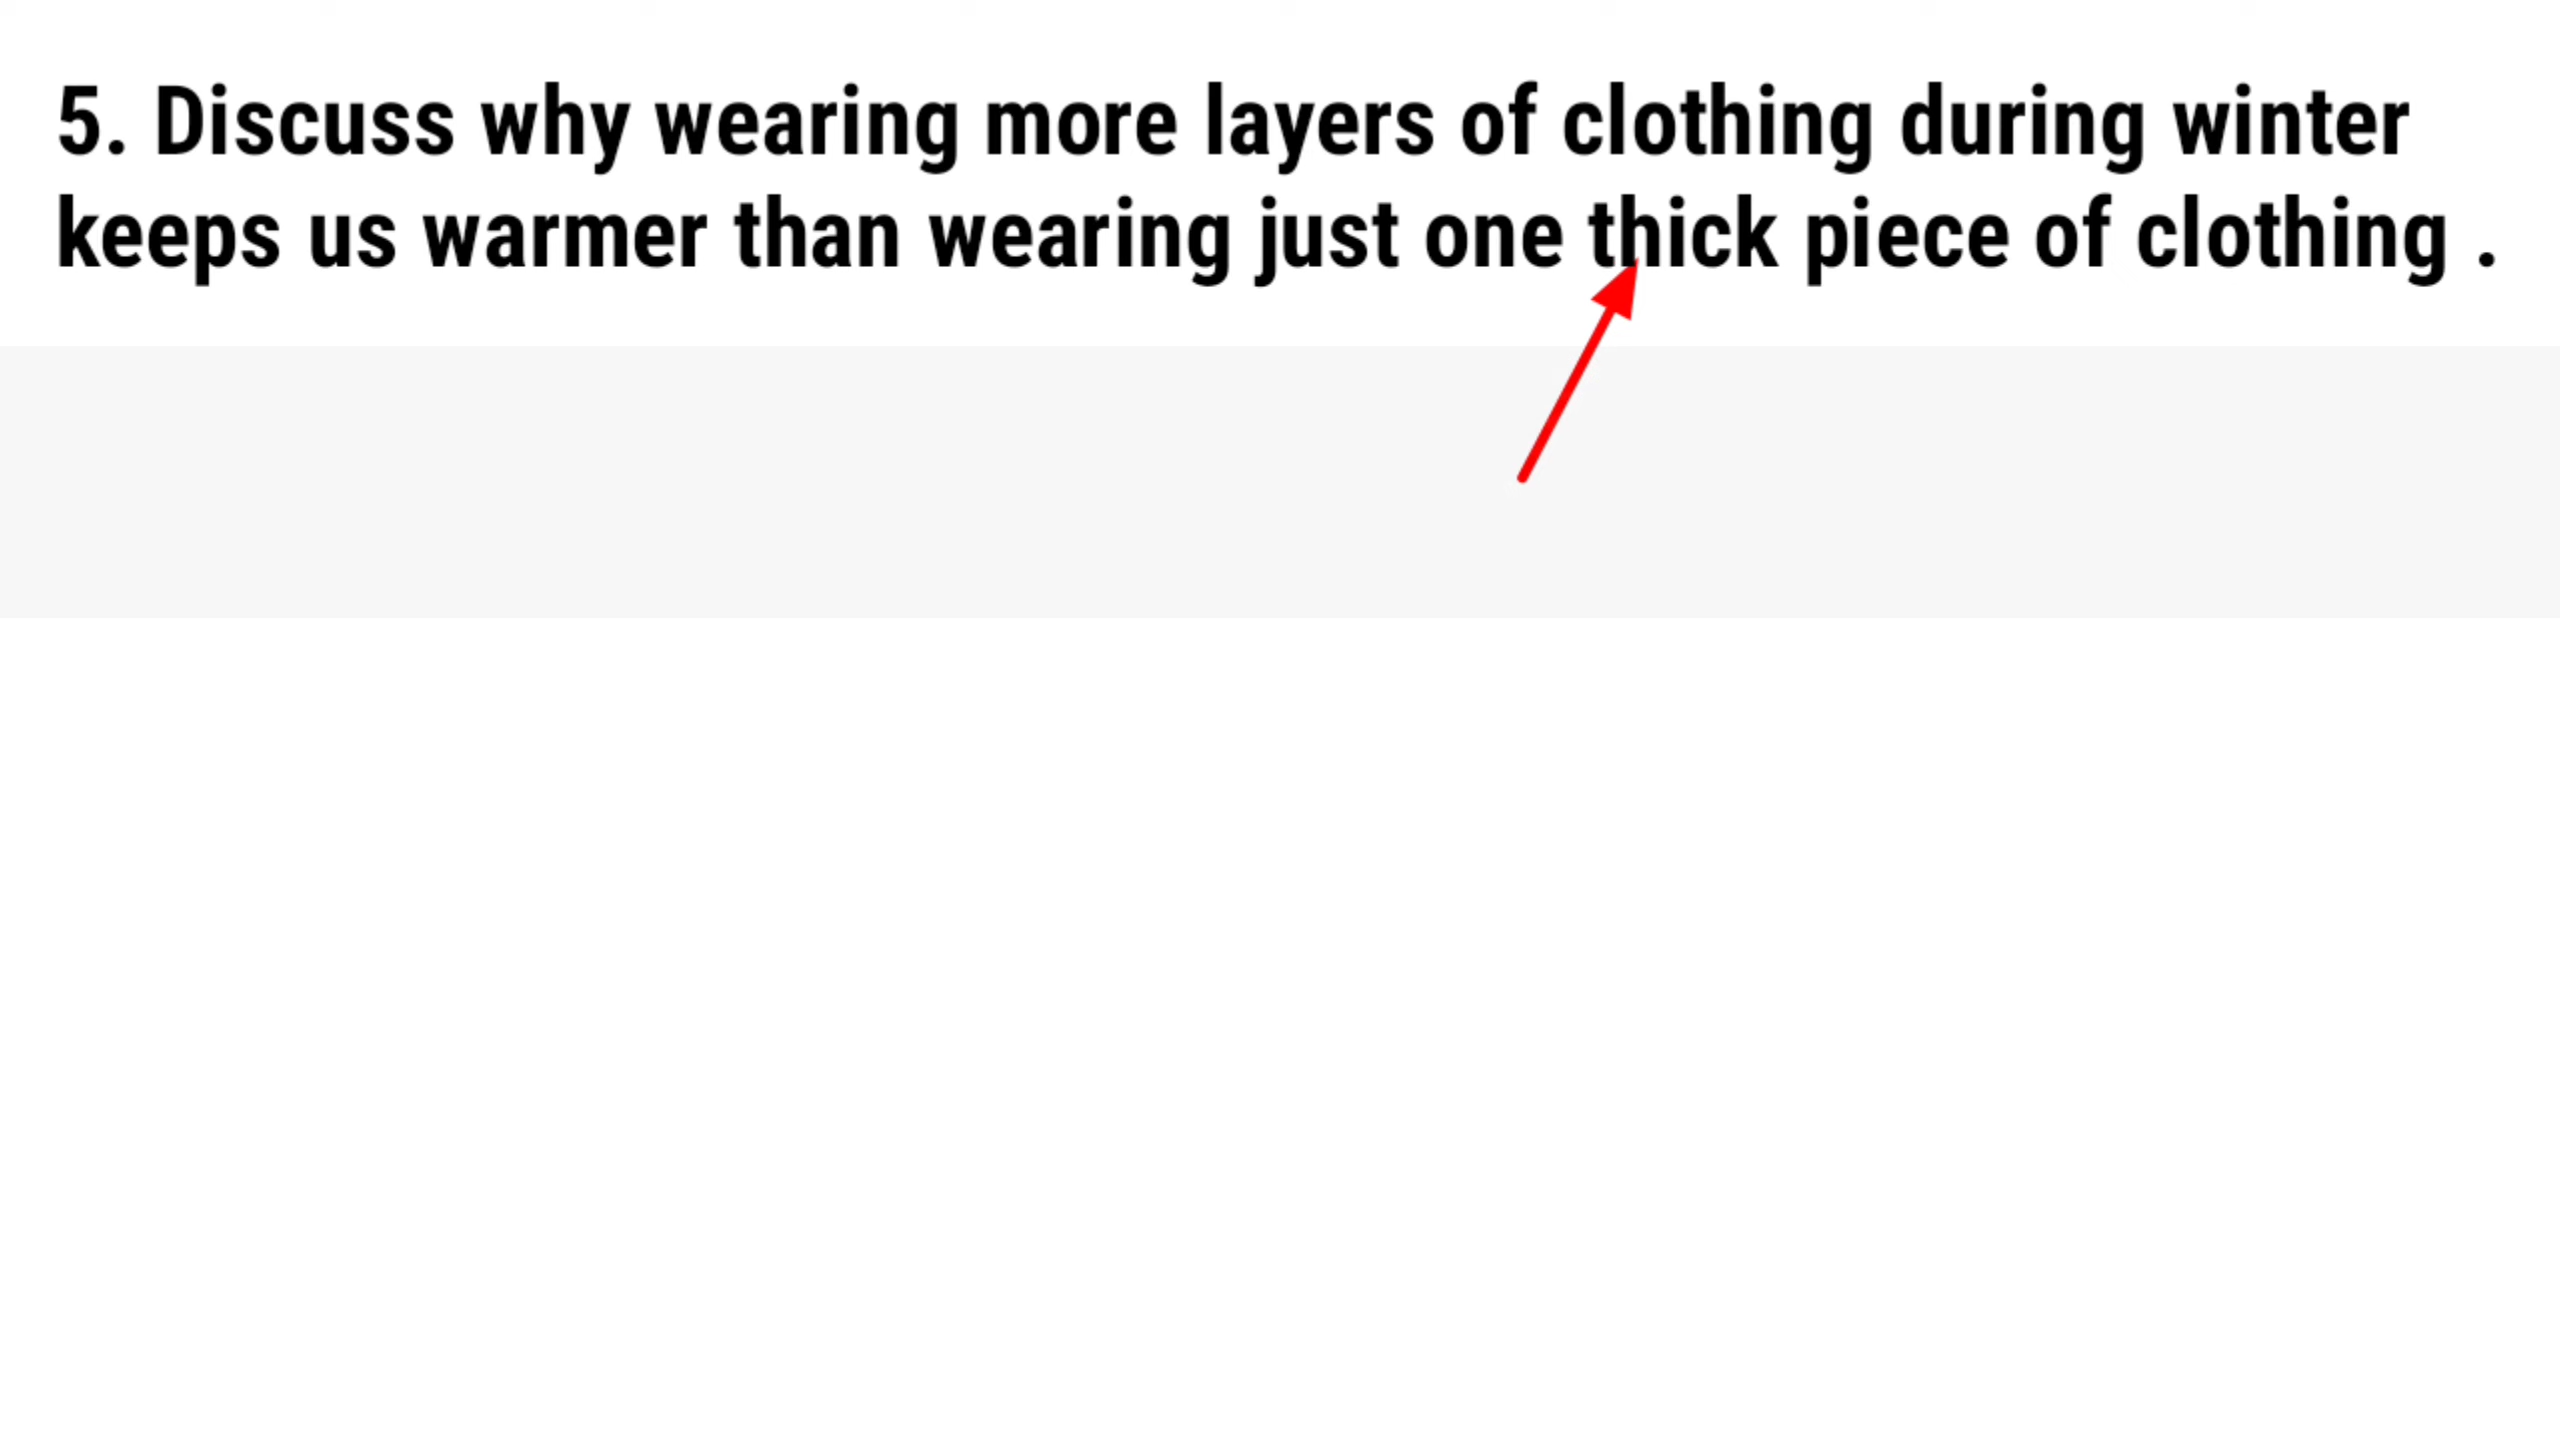 5. Discuss why wearing more layers of clothing during winter
keeps us warmer than wearing just one thick piece of clothing .